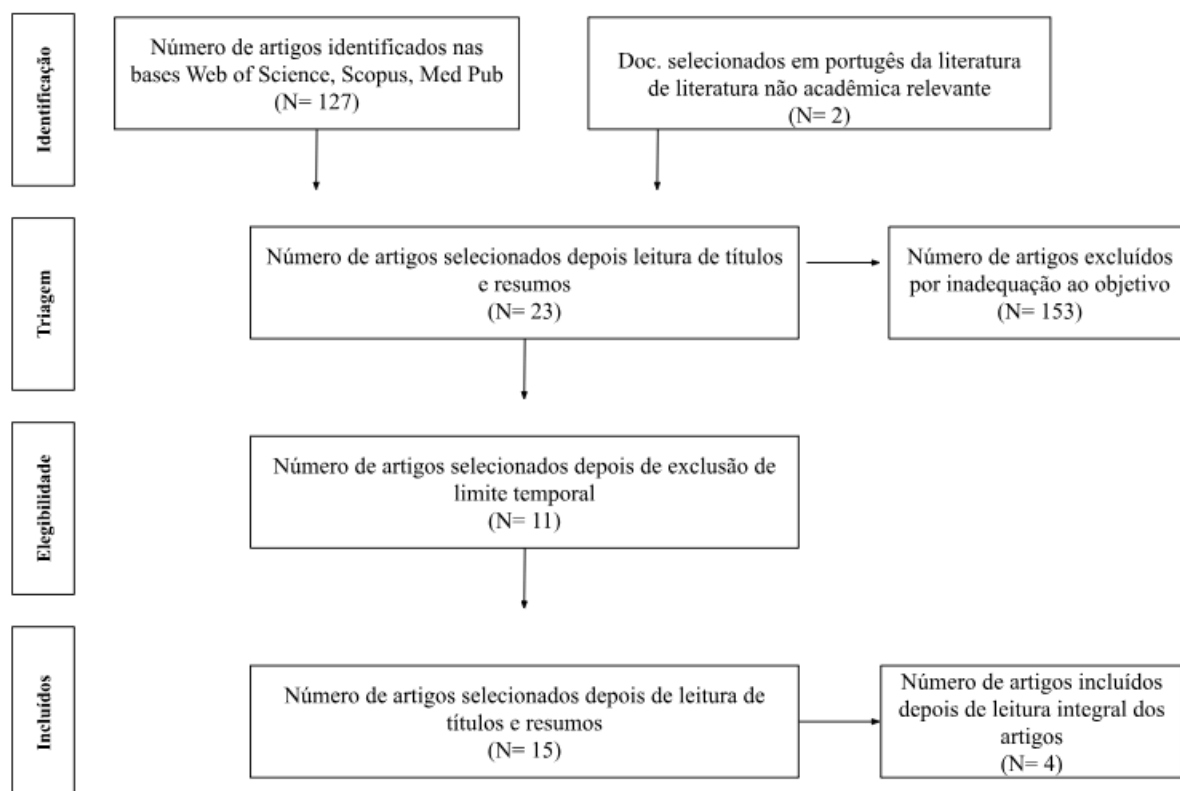 Identificação
Número de artigos identificados nas
bases Web of Science, Scopus, Med Pub
(N= 127)
Doc. selecionados em portugês da literatura
de literatura não acadêmica relevante
(N= 2)
Triagem
Número de artigos selecionados depois leitura de títulos
e resumos
(N= 23)
Número de artigos excluídos
por inadequação ao objetivo
(N= 153)
Elegibilidade
Número de artigos selecionados depois de exclusão de
limite temporal
(N= 11)
Incluídos
Número de artigos selecionados depois de leitura de
títulos e resumos
(N= 15)
Número de artigos incluídos
depois de leitura integral dos
artigos
(N= 4)